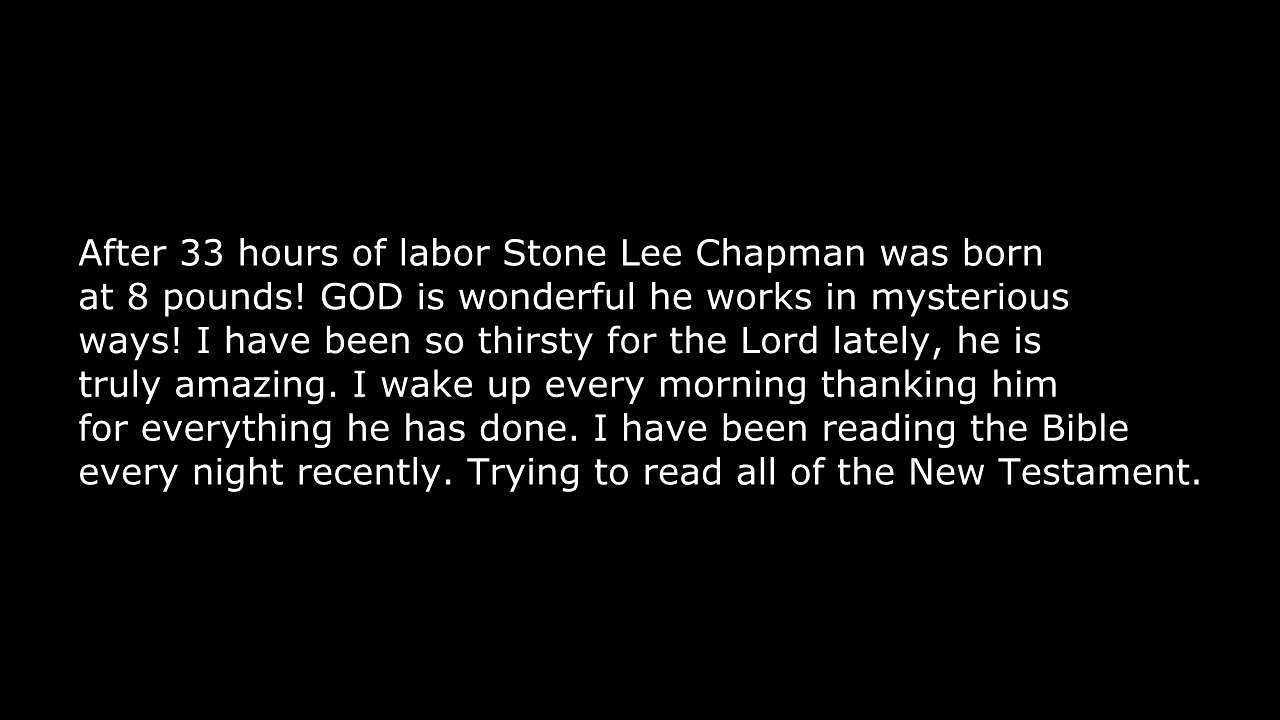 After 33 hours of labor Stone Lee Chapman was born
at 8 pounds! GOD is wonderful he works in mysterious
ways! I have been so thirsty for the Lord lately, he is
truly amazing. I wake up every morning thanking him
for everything he has done. I have been reading the Bible
every night recently. Trying to read all of the New Testament.